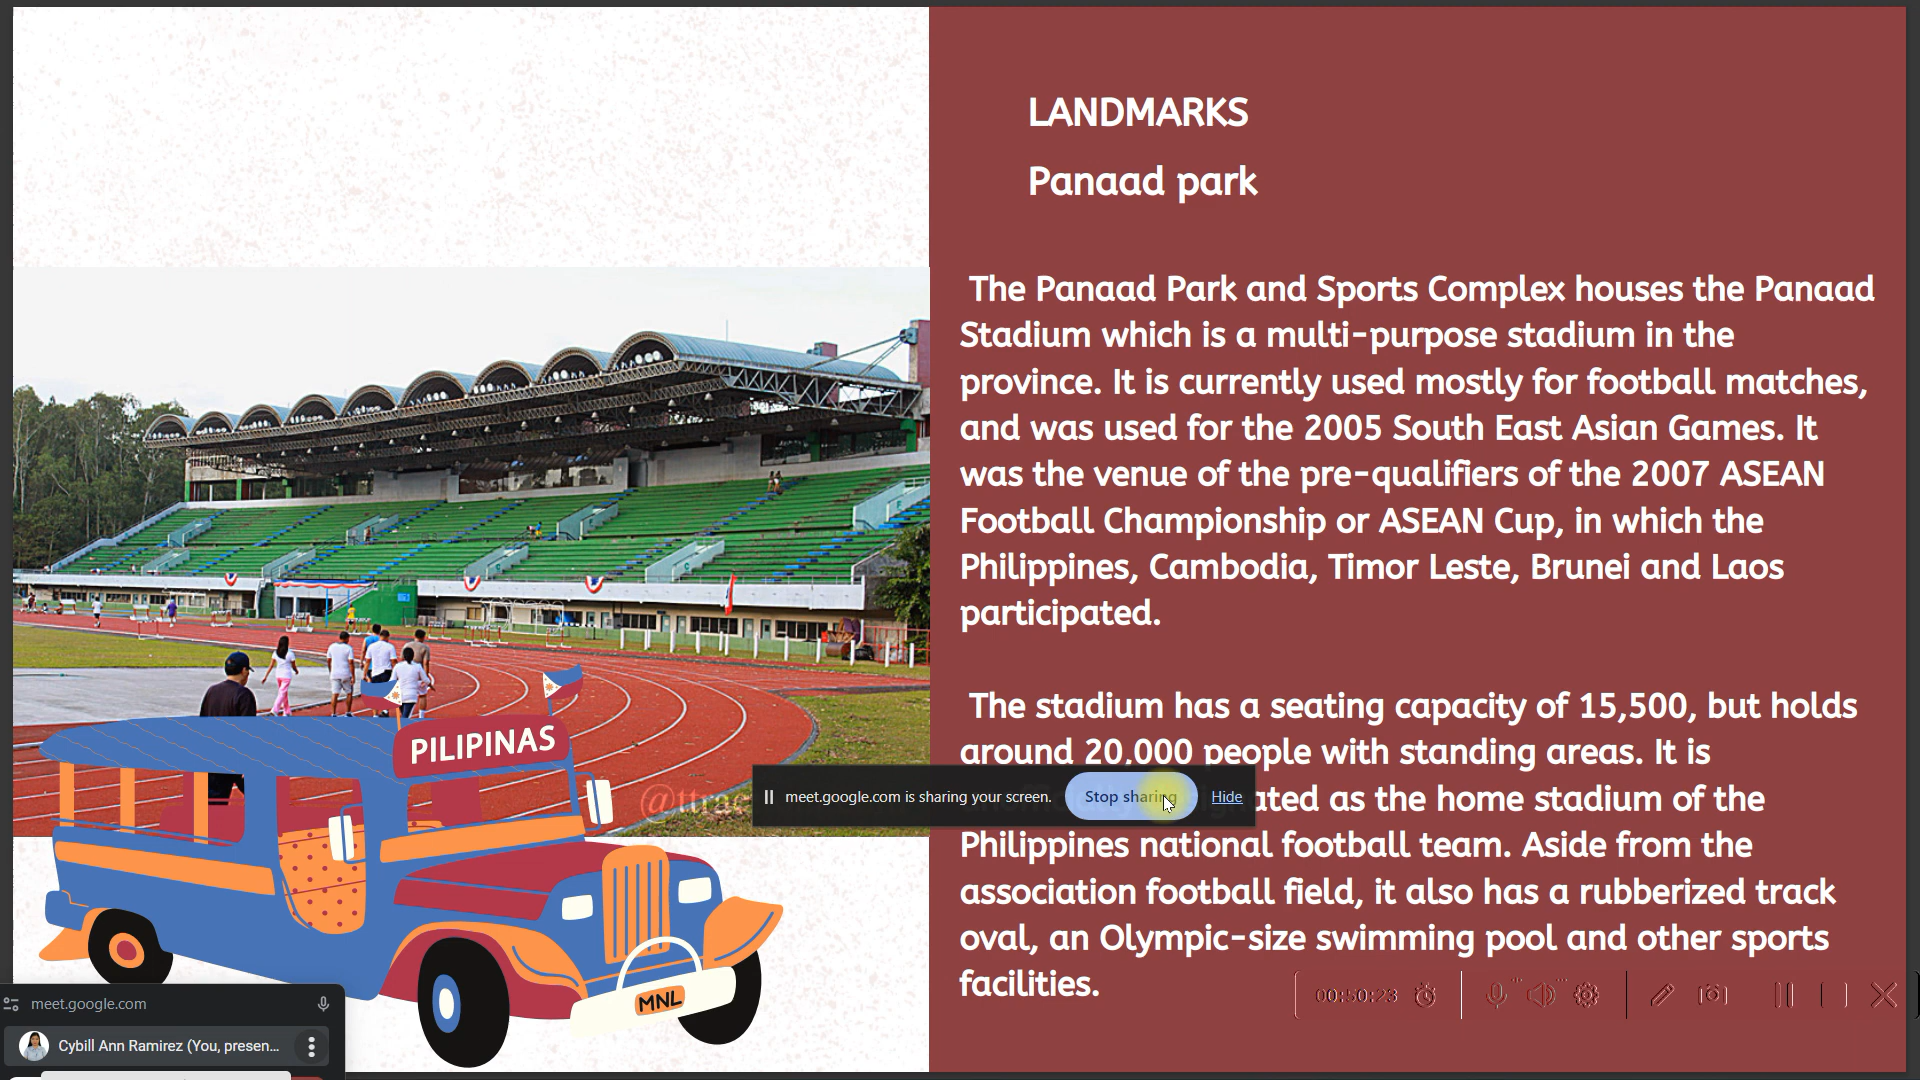 LANDMARKS
Panaad park
The Panaad Park and Sports Complex houses the Panaad
Stadium which is a multi-purpose stadium in the
province. It is currently used mostly for football matches,
and was used for the 2005 South East Asian Games. It
was the venue of the pre-qualifiers of the 2007 ASEAN
Football Championship or ASEAN Cup, in which the
Philippines, Cambodia, Timor Leste, Brunei and Laos
participated.
The stadium has a seating capacity of 15,500, but holds
around 20,000 people with standing areas. It is
as the home stadium of the
Philippines national football team. Aside from the
association football field, it also has a rubberized track
oval, an Olympic-size swimming pool and other sports
facilities.
PILIPINAS
MNL
meet.google.com is sharing your screen.
Stop sharing
Hide
00:50:23
meet.google.com
Cybill Ann Ramirez (You, presen...